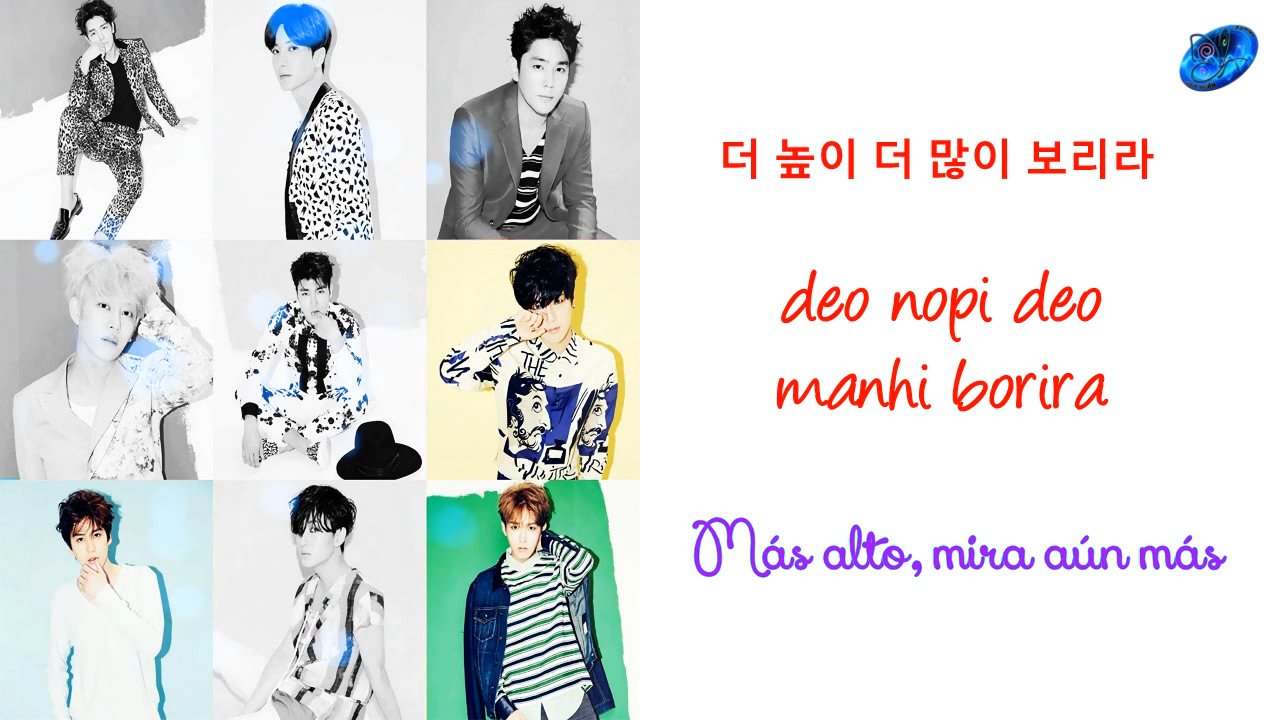 더 높이 더 많이 보리라
deo nopi deo
manhi borira
Más alto, mira aún más
THE